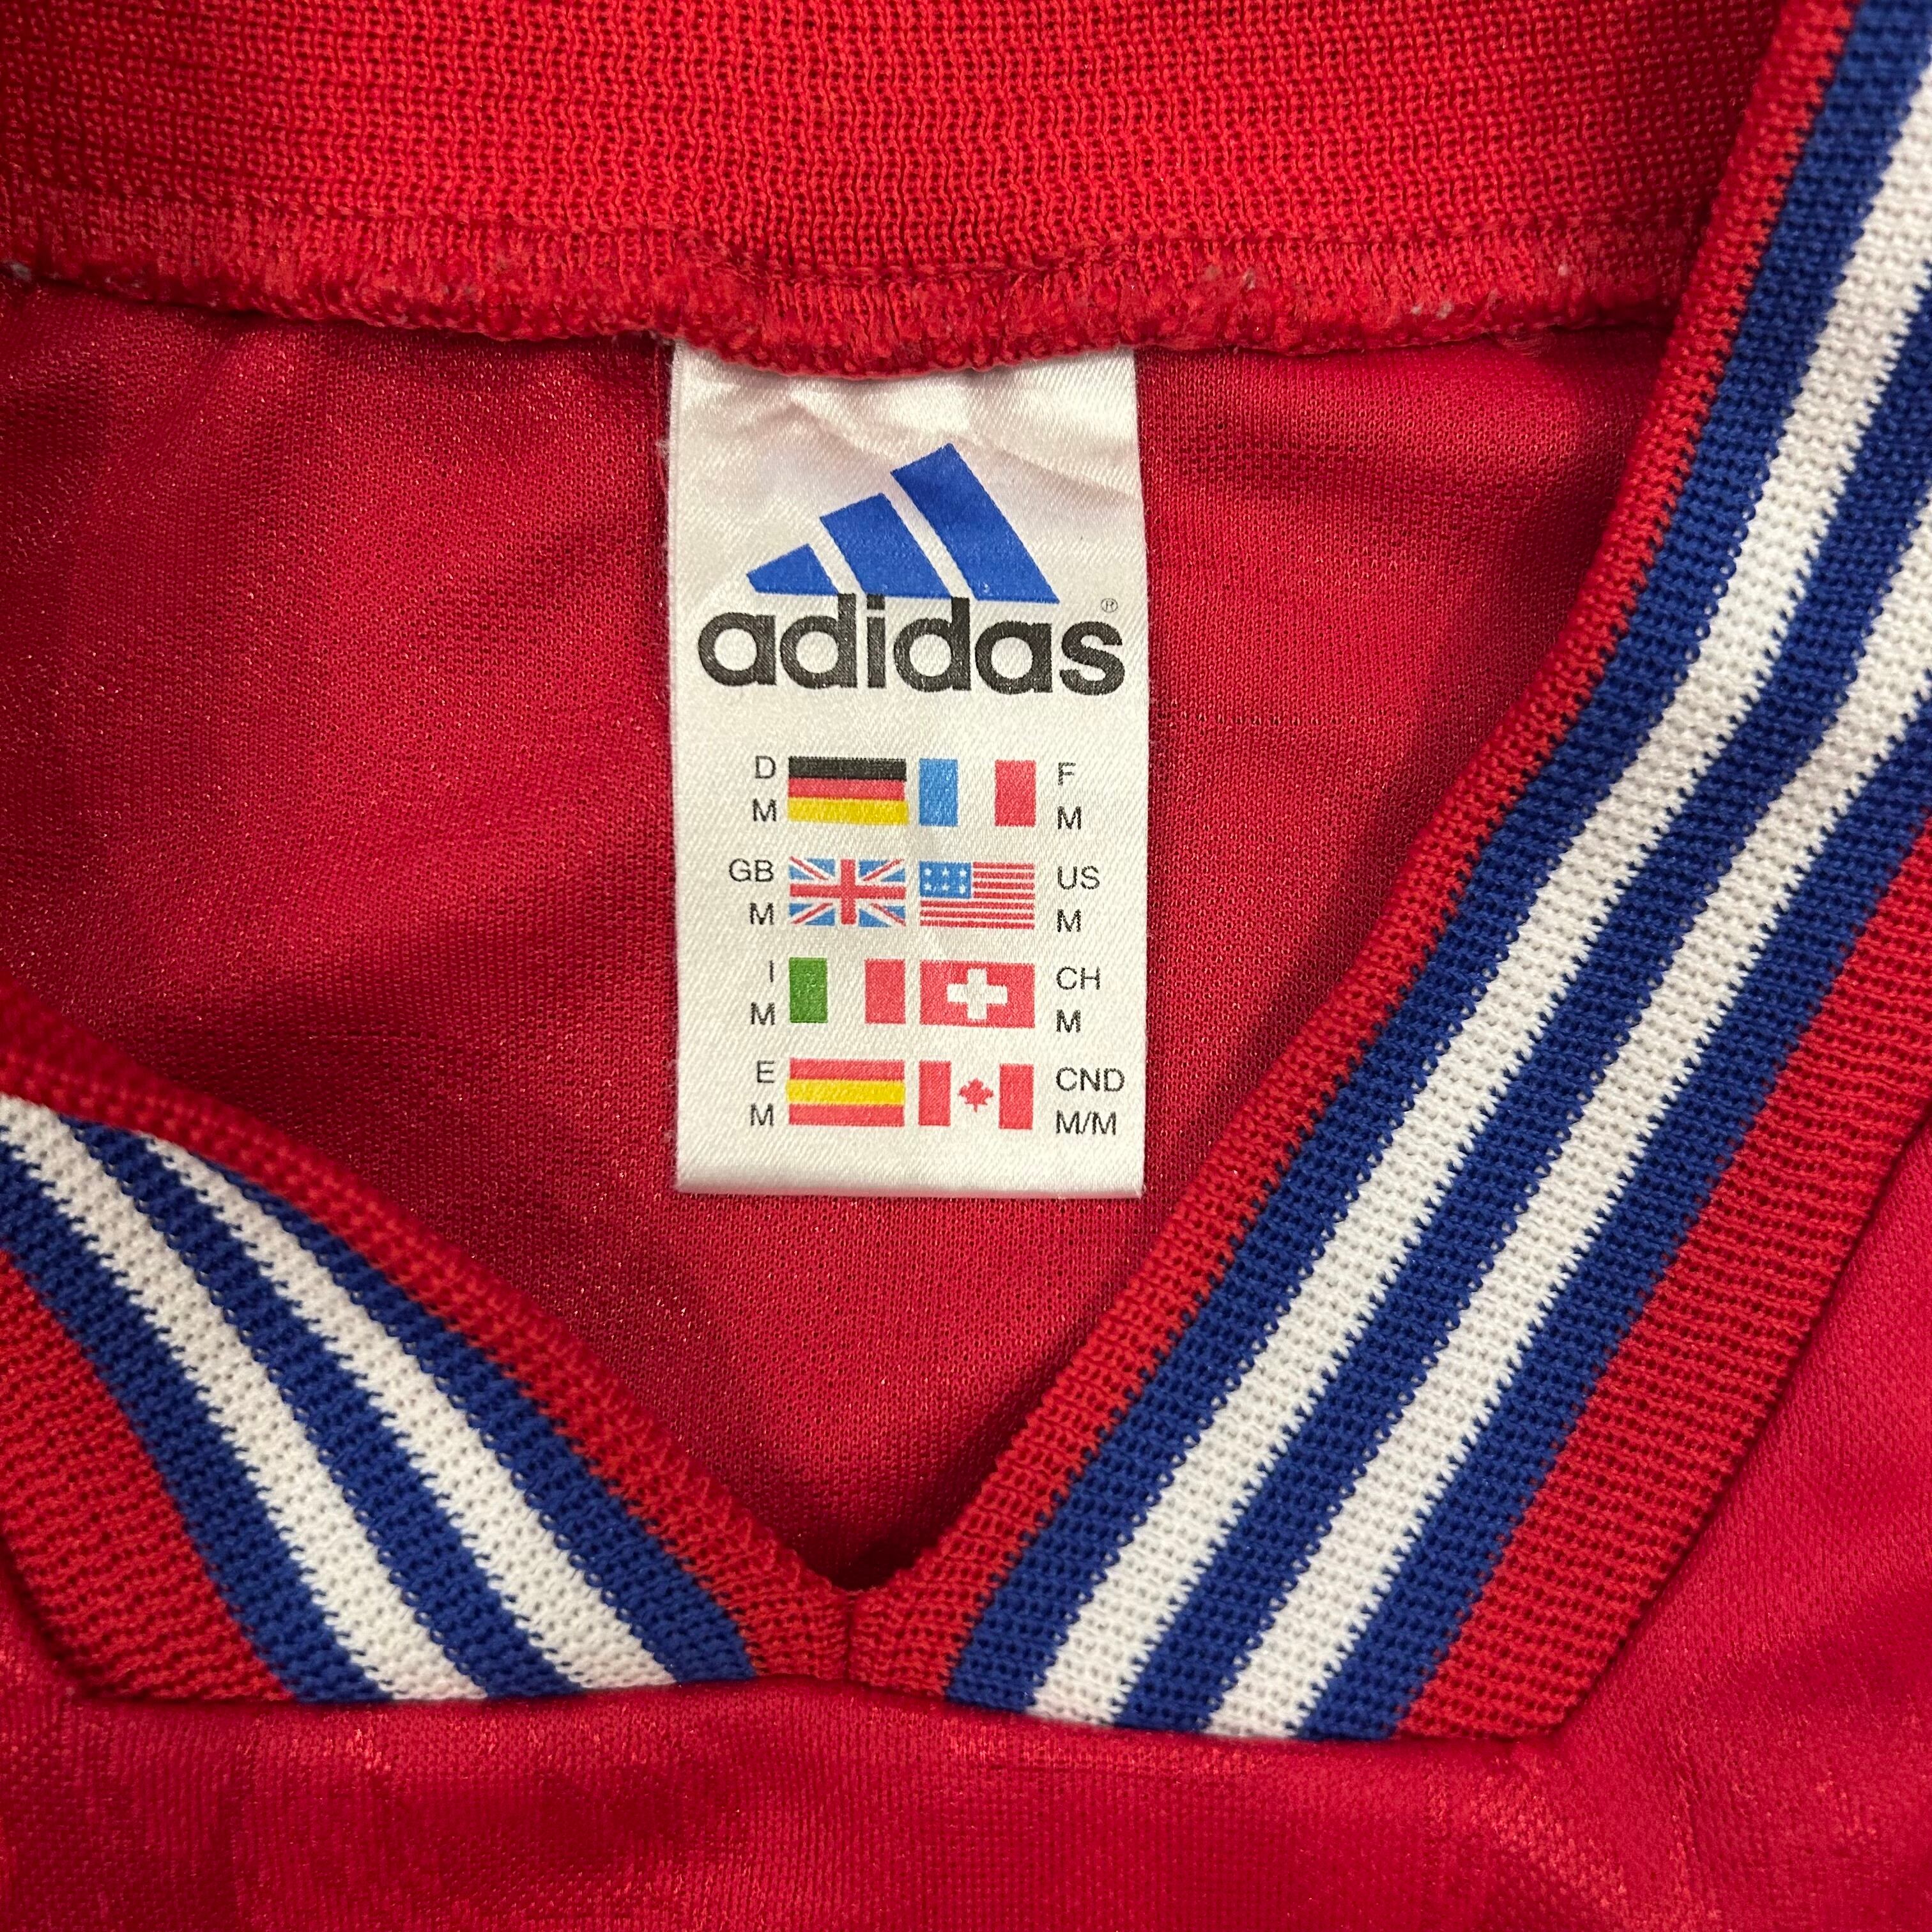 adidas ®
D F
M M
GB US
M M
I CH
M M
E CND
M M/M